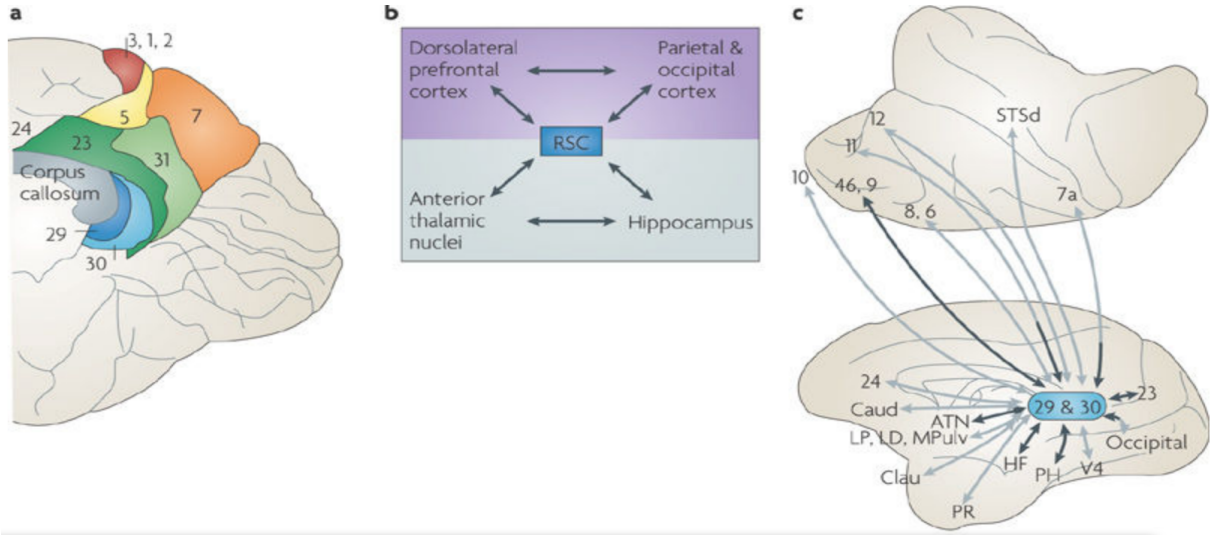 a
3, 1, 2
5
7
24
23
31
Corpus
callosum
29
30
b
Dorsolateral
prefrontal
cortex
Parietal &
occipital
cortex
RSC
Anterior
thalamic
nuclei
Hippocampus
c
12
STSd
11
10
46, 9
7a
8, 6
24
23
29 & 30
Caud
ATN
LP, LD, MPulv
Occipital
HF
V4
PH
Clau
PR